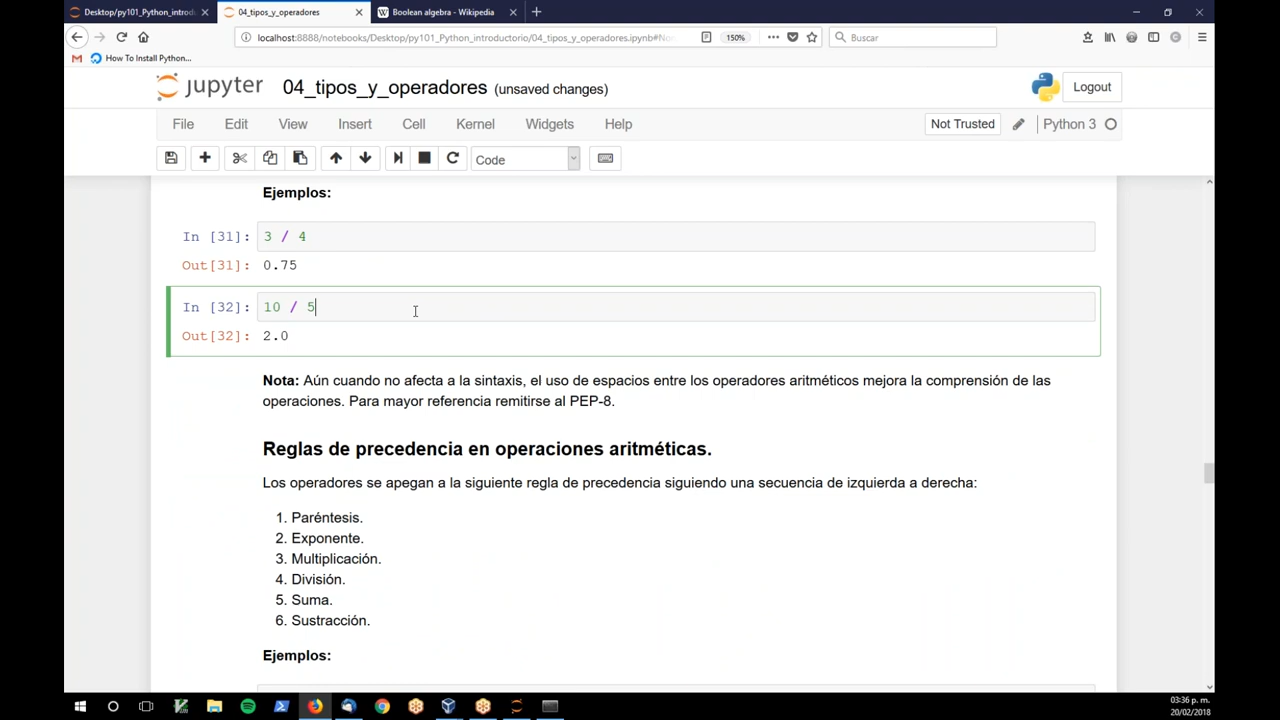 Desktop/py101_Python_introdu
04_tipos_y_operadores
Boolean algebra - Wikipedia
localhost:8888/notebooks/Desktop/py101_Python_introductorio/04_tipos_y_operadores.ipynb#No
150%
Buscar
How To Install Python...
jupyter
04_tipos_y_operadores (unsaved changes)
Logout
File Edit View Insert Cell Kernel Widgets Help
Not Trusted
Python 3
Code
Ejemplos:
In [31]: 3 / 4
Out[31]: 0.75
In [32]: 10 / 5
Out[32]: 2.0
Nota: Aún cuando no afecta a la sintaxis, el uso de espacios entre los operadores aritméticos mejora la comprensión de las
operaciones. Para mayor referencia remitirse al PEP-8.
Reglas de precedencia en operaciones aritméticas.
Los operadores se apegan a la siguiente regla de precedencia siguiendo una secuencia de izquierda a derecha:
1. Paréntesis.
2. Exponente.
3. Multiplicación.
4. División.
5. Suma.
6. Sustracción.
Ejemplos:
03:36 p. m.
20/02/2018